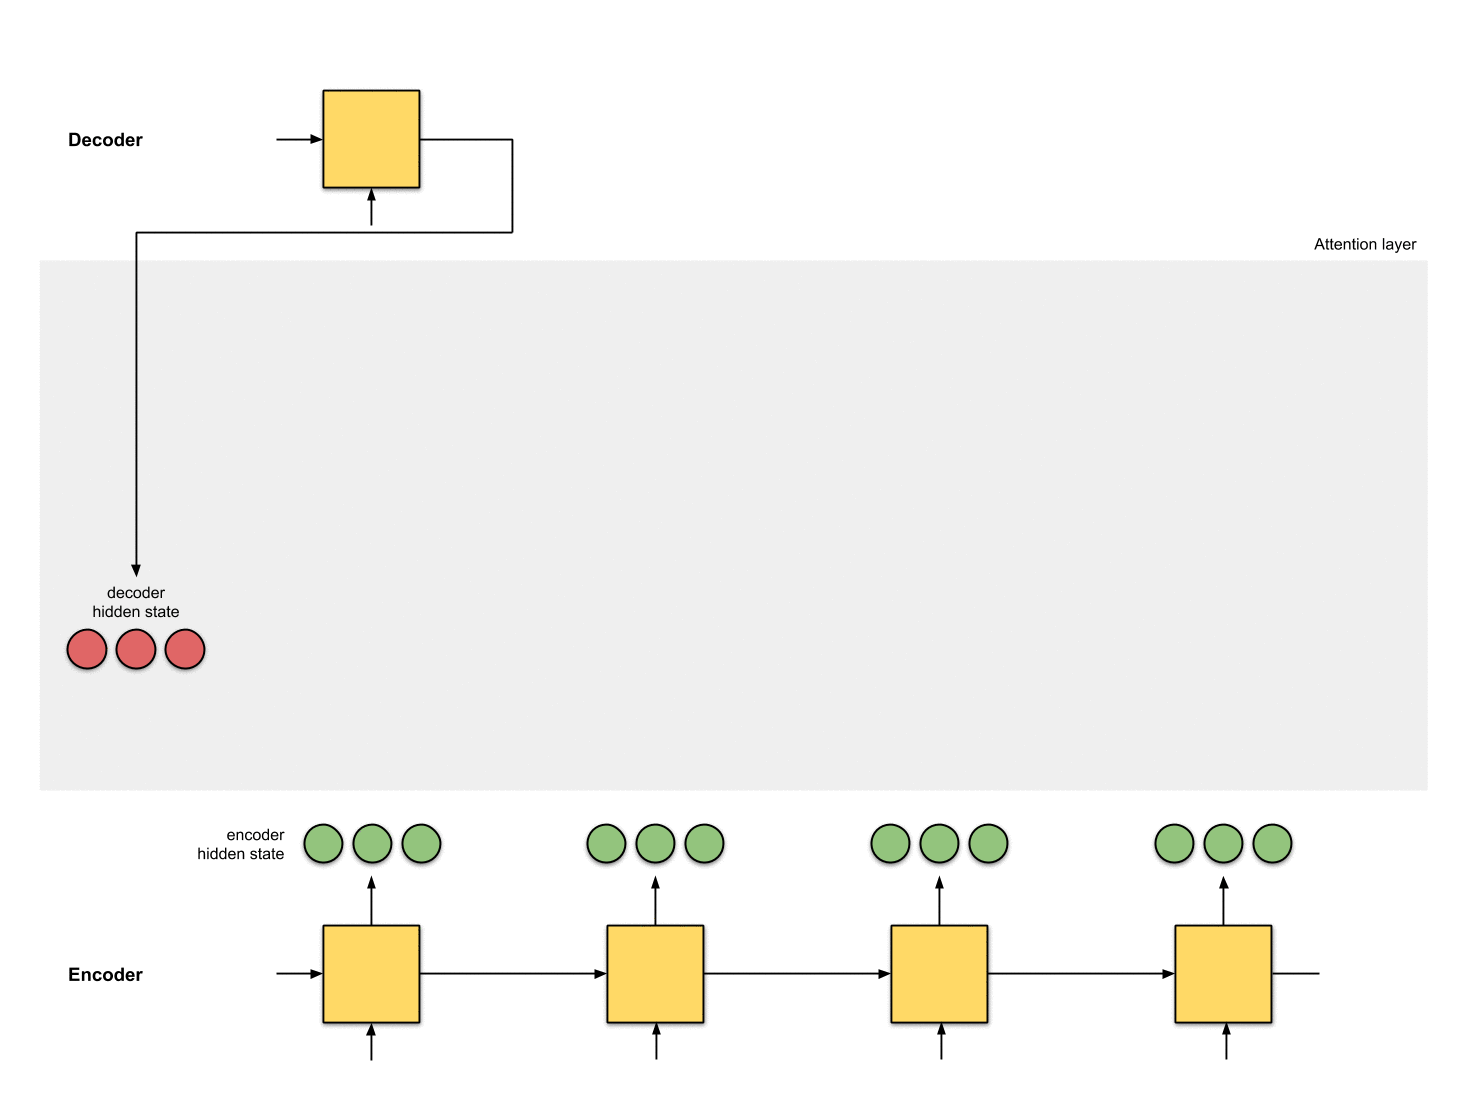 Decoder
Attention layer
decoder
hidden state
encoder
hidden state
Encoder